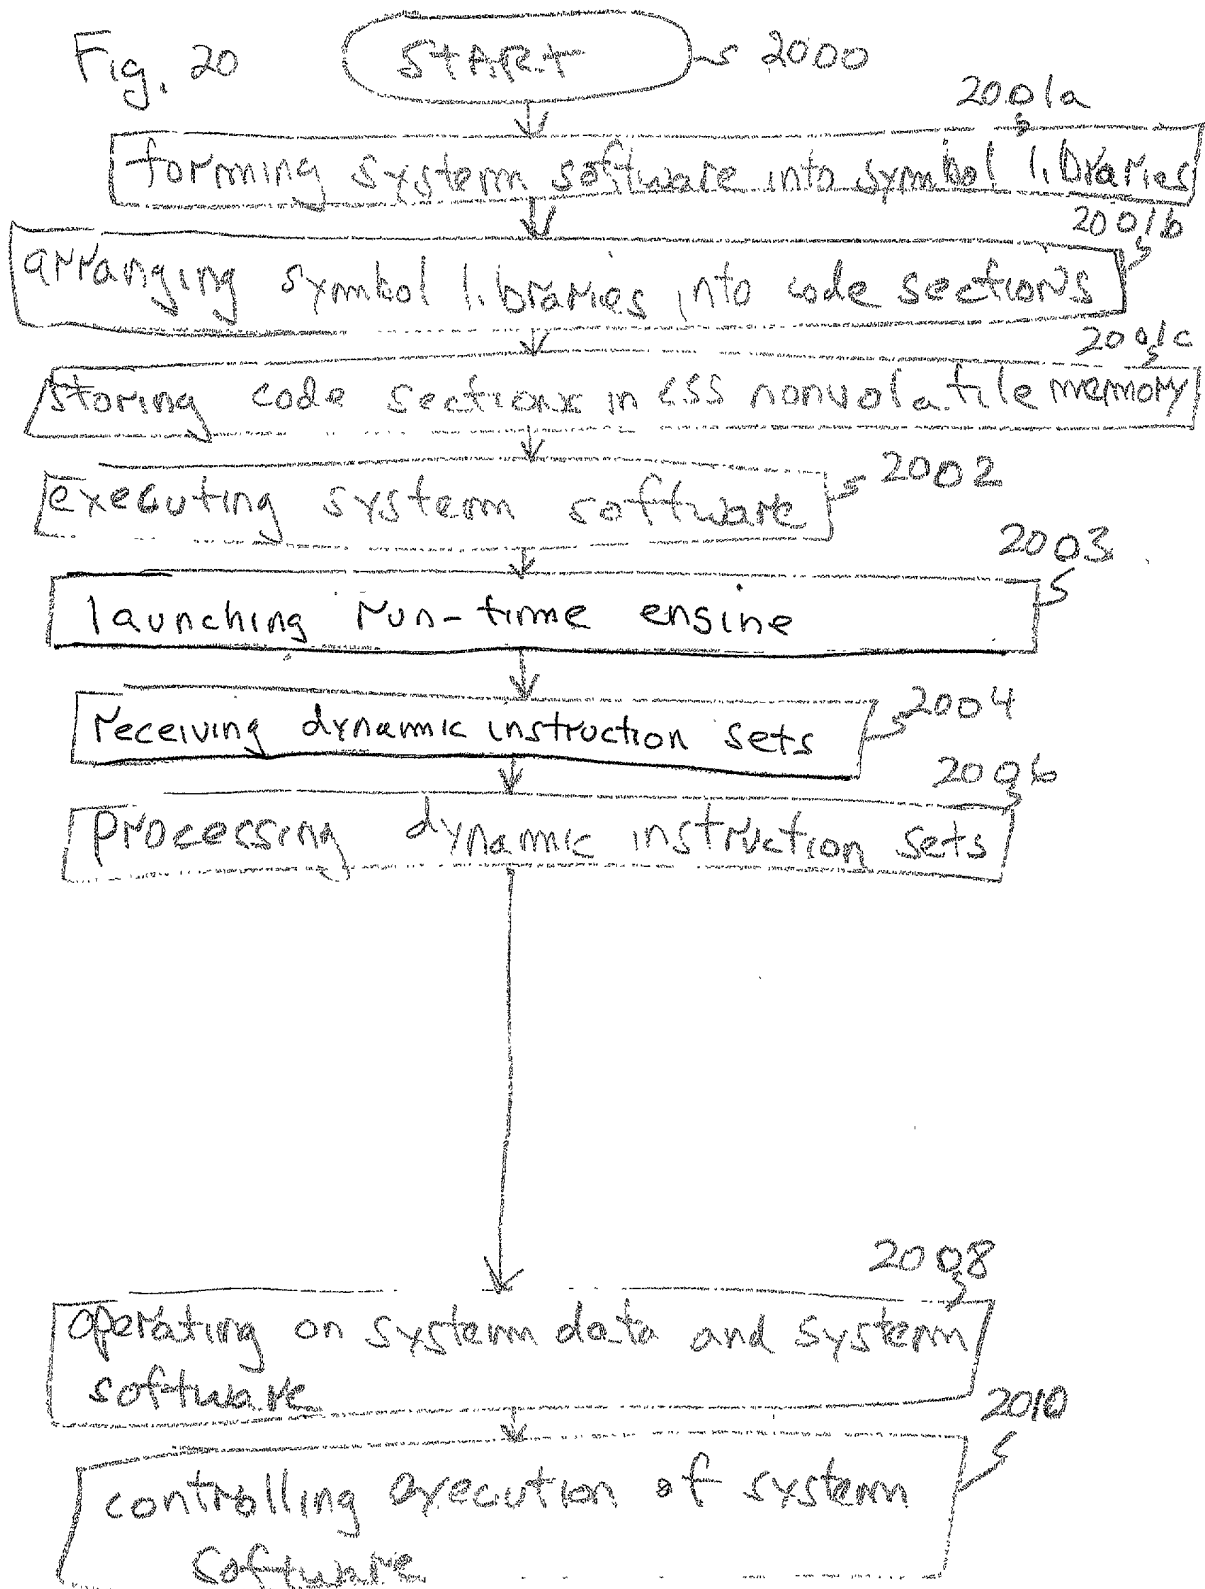 Fig. 20
START
2000
2001a
forming system software into symbol libraries
2001b
arranging symbol libraries into code sections
2001c
storing code sections in CSS nonvolatile memory
2002
executing system software
2003
launching run-time engine
2004
receiving dynamic instruction sets
2006
processing dynamic instruction sets
2008
operating on system data and system
software
2010
controlling execution of system
software